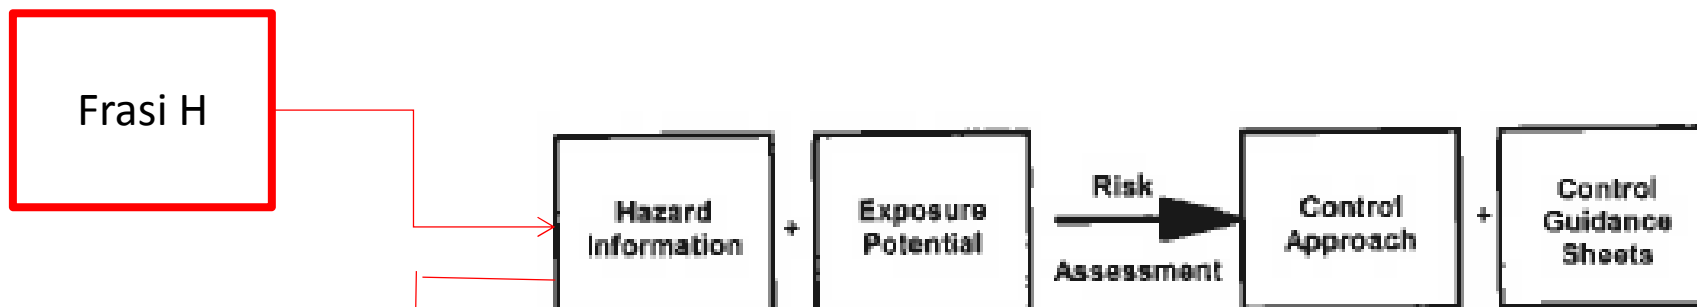 Frasi H
Hazard
Information
+
Exposure
Potential
Risk
Assessment
Control
Approach
+
Control
Guidance
Sheets